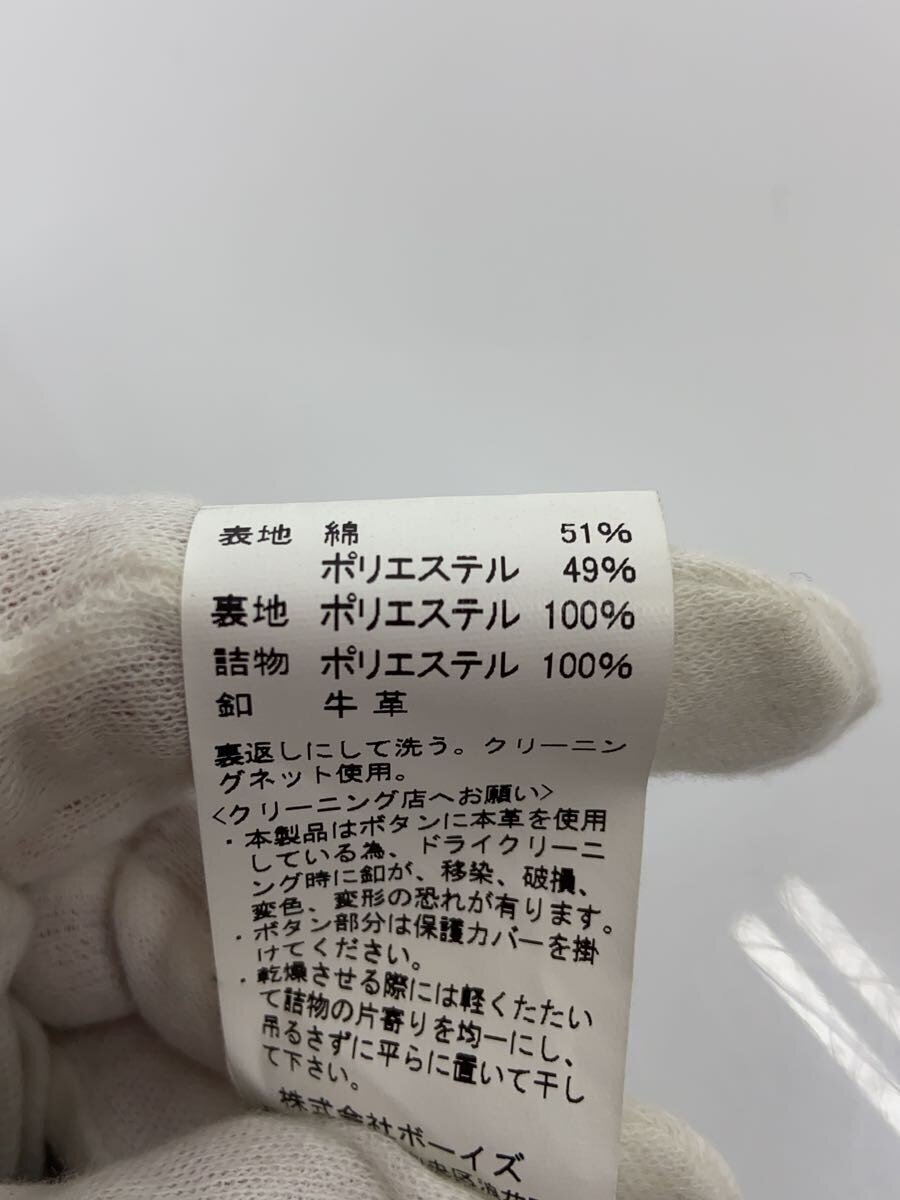 表地 綿 51%
ポリエステル 49%
裏地 ポリエステル 100%
詰物 ポリエステル 100%
釦 牛革
裏返しにして洗う。クリーニン
グネット使用。
<クリーニング店へお願い>
・本製品はボタンに本革を使用
している為、ドライクリーニ
ング時に釦が、移染、破損、
変色、変形の恐れが有ります。
・ボタン部分は保護カバーを掛
けてください。
・乾燥させる際には軽くたたい
て詰物の片寄りを均一にし、
吊るさずに平らに置いて干し
て下さい。
株式会社ボーイズ